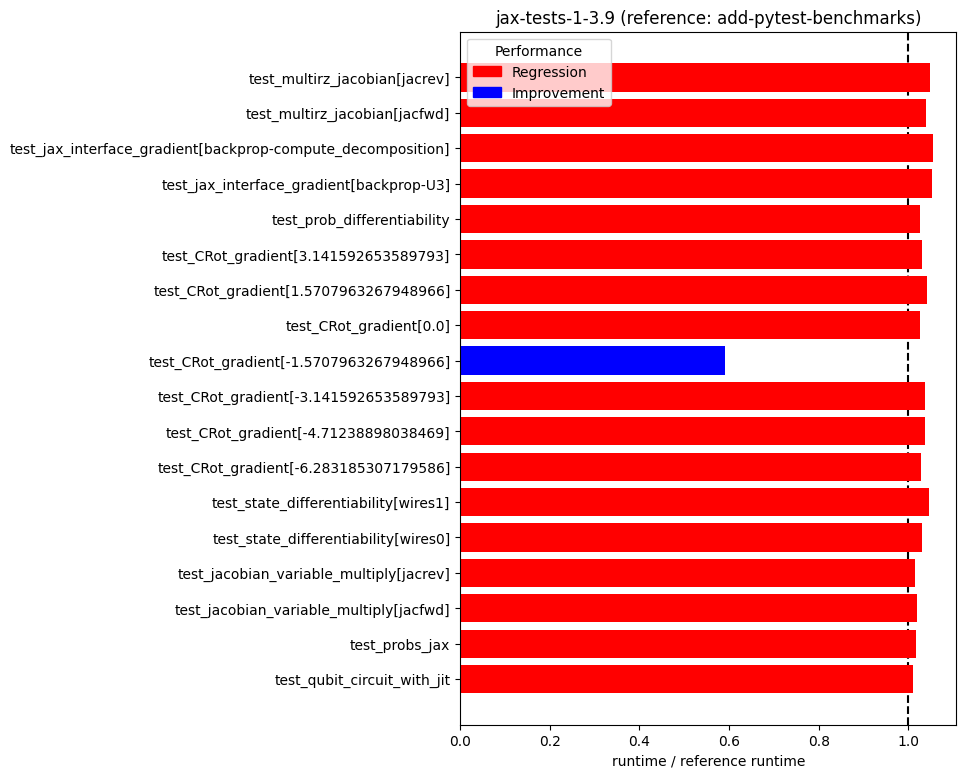 jax-tests-1-3.9 (reference: add-pytest-benchmarks)
Performance
Regression
Improvement
test_multirz_jacobian[jacrev]
test_multirz_jacobian[jacfwd]
test_jax_interface_gradient[backprop-compute_decomposition]
test_jax_interface_gradient[backprop-U3]
test_prob_differentiability
test_CRot_gradient[3.141592653589793]
test_CRot_gradient[1.5707963267948966]
test_CRot_gradient[0.0]
test_CRot_gradient[-1.5707963267948966]
test_CRot_gradient[-3.141592653589793]
test_CRot_gradient[-4.71238898038469]
test_CRot_gradient[-6.283185307179586]
test_state_differentiability[wires1]
test_state_differentiability[wires0]
test_jacobian_variable_multiply[jacrev]
test_jacobian_variable_multiply[jacfwd]
test_probs_jax
test_qubit_circuit_with_jit
0.0 0.2 0.4 0.6 0.8 1.0
runtime / reference runtime